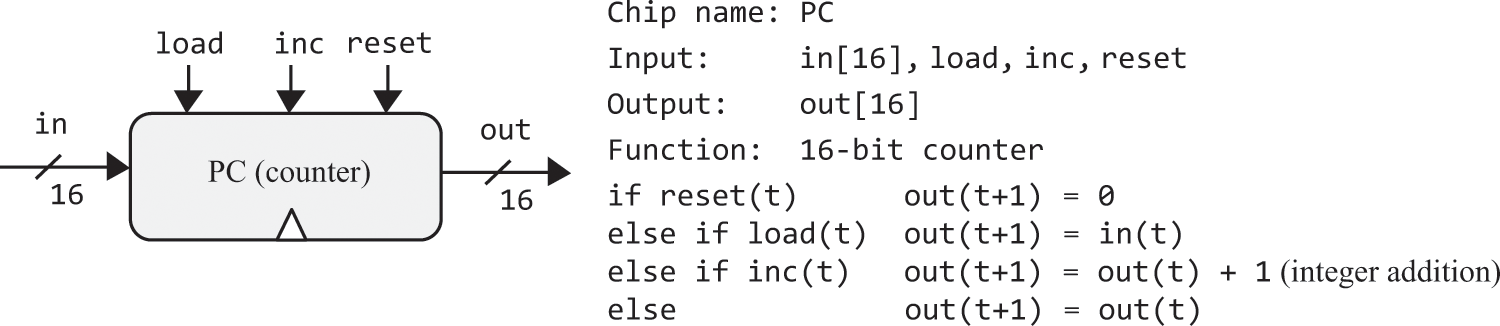 load inc reset
in
16
PC (counter)
out
16
Chip name: PC
Input: in[16], load, inc, reset
Output: out[16]
Function: 16-bit counter
if reset(t) out(t+1) = 0
else if load(t) out(t+1) = in(t)
else if inc(t) out(t+1) = out(t) + 1 (integer addition)
else out(t+1) = out(t)